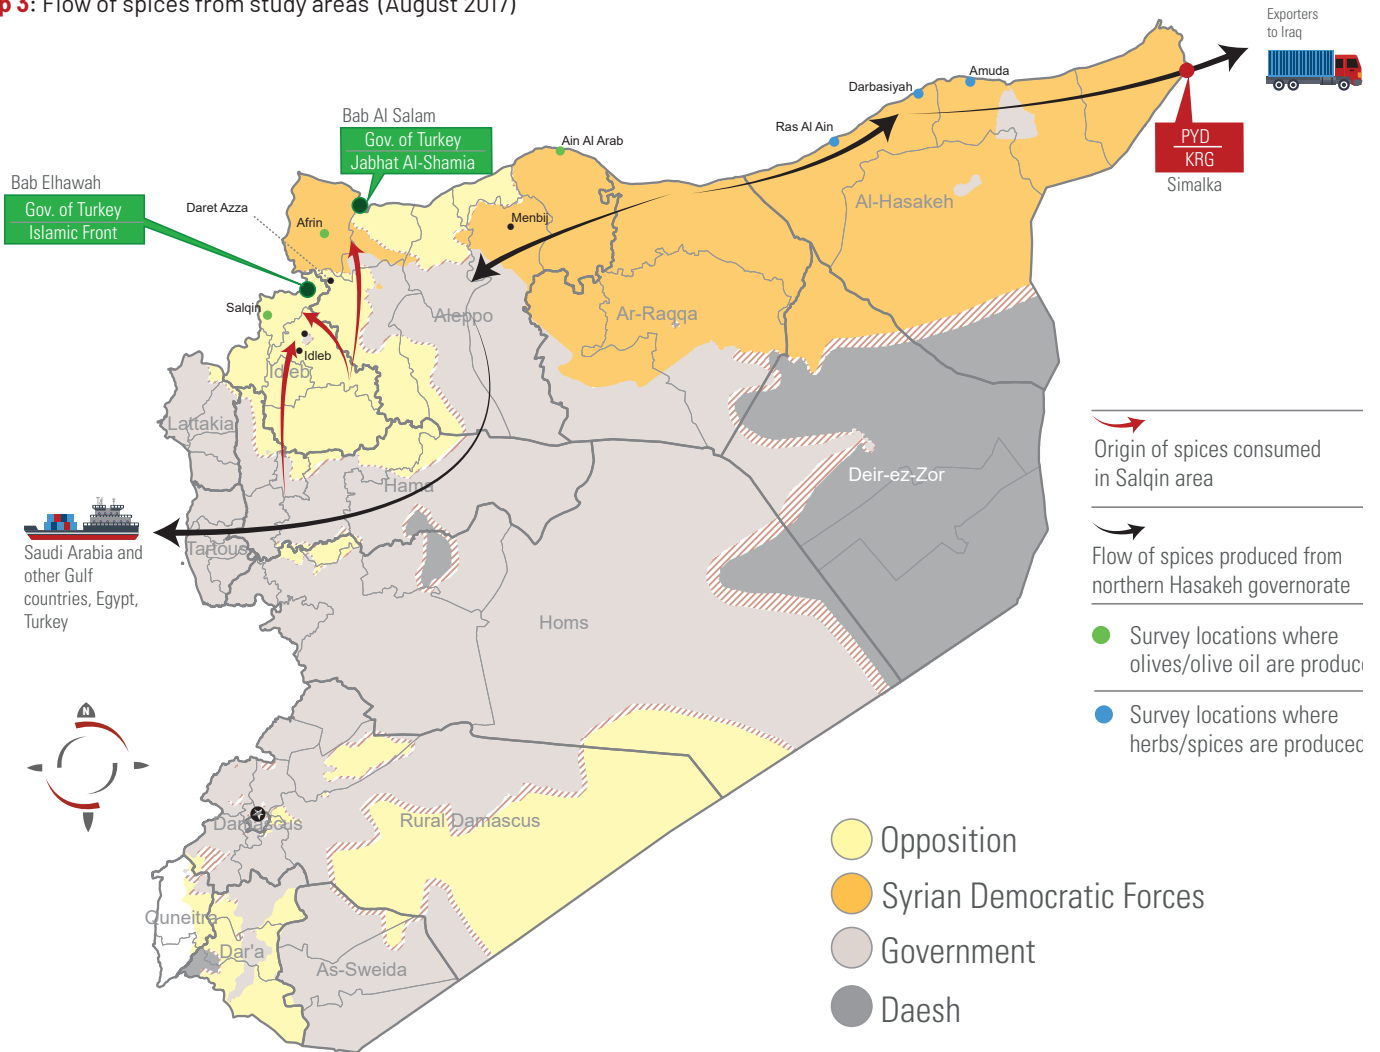 p 3: Flow of spices from study areas (August 2017)
Exporters
to Iraq
Amuda
Darbasiyah
Bab Al Salam
Gov. of Turkey
Jabhat Al-Shamia
Ras Al Ain
Ain Al Arab
PYD
KRG
Simalka
Bab Elhawah
Gov. of Turkey
Islamic Front
Daret Azza
Afrin
Menbij
Al-Hasakeh
Salqin
Aleppo
Ar-Raqqa
Idleb
Idleb
Lattakia
Origin of spices consumed
in Salqin area
Deir-ez-Zor
Hama
Tartous
Saudi Arabia and
other Gulf
countries, Egypt,
Turkey
Flow of spices produced from
northern Hasakeh governorate
Homs
Survey locations where
olives/olive oil are produc
N
Survey locations where
herbs/spices are produced
Damascus
Rural Damascus
Opposition
Syrian Democratic Forces
Quneitra
Dar'a
As-Sweida
Government
Daesh